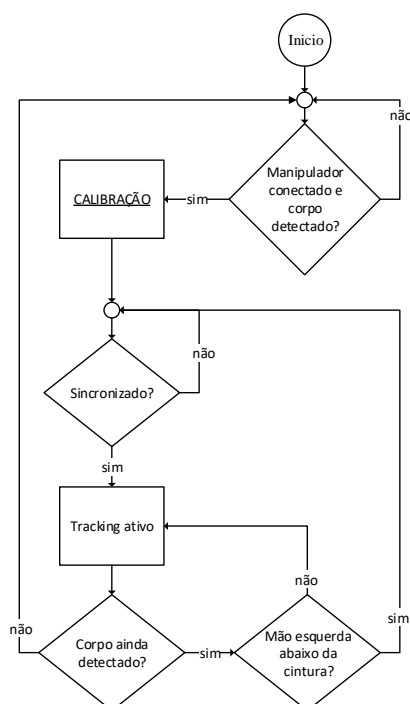 Inicio
não
Manipulador
conectado e
corpo
detectado?
sim
CALIBRAÇÃO
não
Sincronizado?
sim
Tracking ativo
não
sim
não
Corpo ainda
detectado?
sim
Mão esquerda
abaixo da
cintura?